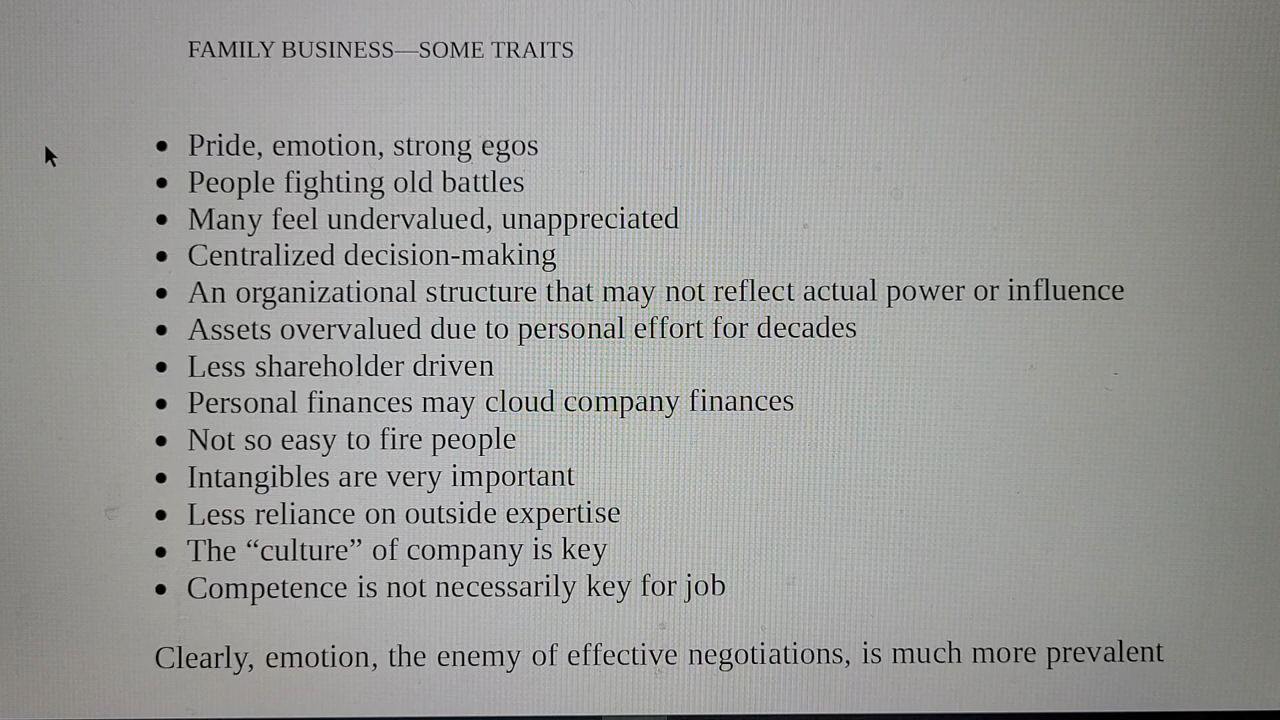 FAMILY BUSINESS—SOME TRAITS
• Pride, emotion, strong egos
• People fighting old battles
• Many feel undervalued, unappreciated
• Centralized decision-making
• An organizational structure that may not reflect actual power or influence
• Assets overvalued due to personal effort for decades
• Less shareholder driven
• Personal finances may cloud company finances
• Not so easy to fire people
• Intangibles are very important
• Less reliance on outside expertise
• The “culture” of company is key
• Competence is not necessarily key for job
Clearly, emotion, the enemy of effective negotiations, is much more prevalent